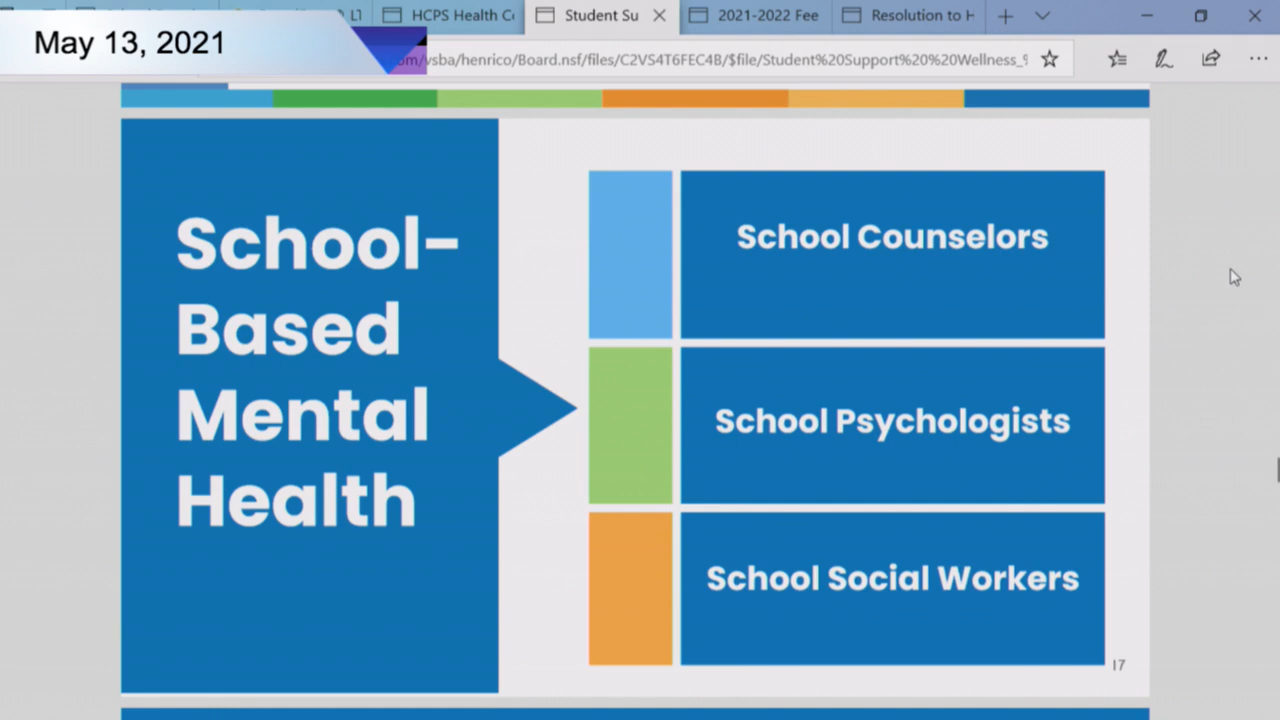 HCPS Health C
Student Su
2021-2022 Fee
Resolution to H
May 13, 2021
/vsba/henrico/Board.nsf/files/C2VS4T6FEC4B/$file/Student%20Support%20%20Wellness_%
School-
Based
Mental
Health
School Counselors
School Psychologists
School Social Workers
17